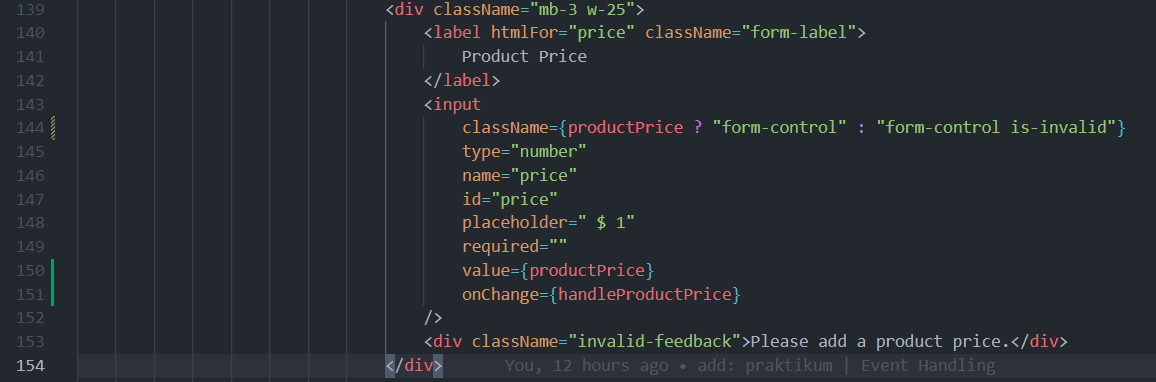 139 <div className="mb-3 w-25">
140 <label htmlFor="price" className="form-label">
141 Product Price
142 </label>
143 <input
144 className={productPrice ? "form-control" : "form-control is-invalid"}
145 type="number"
146 name="price"
147 id="price"
148 placeholder=" $ 1"
149 required=""
150 value={productPrice}
151 onChange={handleProductPrice}
152 />
153 <div className="invalid-feedback">Please add a product price.</div>
154 </div> You, 12 hours ago • add: praktikum | Event Handling